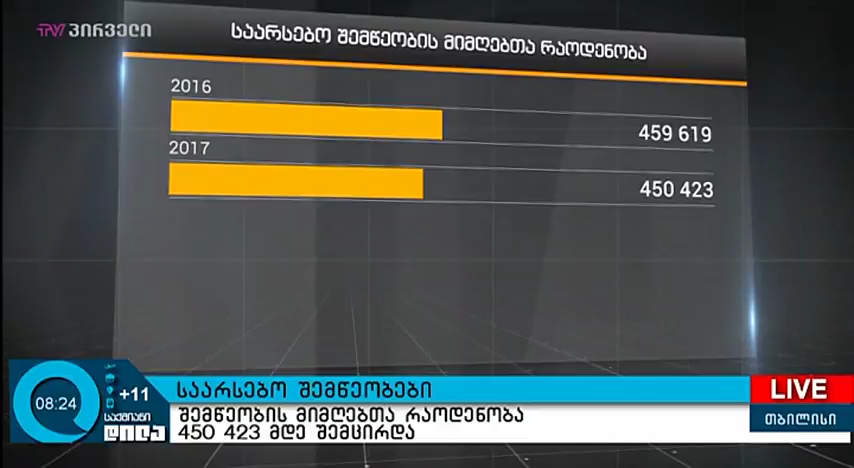 TV პირველი
საარსებო შემწეობის მიმღებთა რაოდენობა
2016
459 619
2017
450 423
08:24
+11
საქმიანი
დილა
საარსებო შემწეობები
შემწეობის მიმღებთა რაოდენობა
450 423 მდე შემცირდა
LIVE
თბილისი